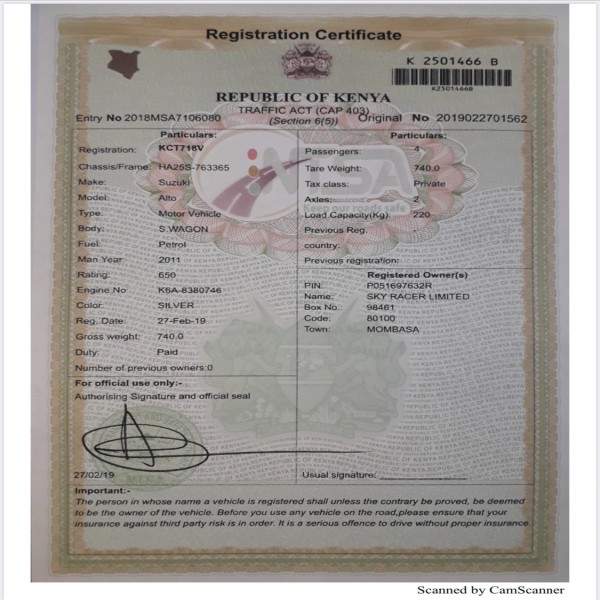 Registration Certificate
K 2501466 B
K2501466B
REPUBLIC OF KENYA
TRAFFIC ACT (CAP 403)
(Section 6(5))
Entry No 2018MSA7106080
Original No 2019022701562
Particulars:
Registration: KCT718V
Chassis/Frame: HA25S-763365
Make: Suzuki
Model: Alto
Type: Motor Vehicle
Body: S.WAGON
Fuel: Petrol
Man Year 2011
Rating: 650
Engine No K6A-8380746
Color: SILVER
Reg. Date: 27-Feb-19
Gross weight: 740.0
Duty: Paid
Number of previous owners:0
Particulars:
Passengers: 4
Tare Weight: 740.0
Tax class: Private
Axles: 2
Keep our roads safe
Load Capacity(Kg) 220
Previous Reg. -
country:
Previous registration:
Registered Owner(s)
PIN: P051697632R
Name: SKY RACER LIMITED
Box No. 98461
Code: 80100
Town: MOMBASA
For official use only:-
Authorising Signature and official seal
27/02/19
Usual signature:
Important:-
The person in whose name a vehicle is registered shall unless the contrary be proved, be deemed
to be the owner of the vehicle. Before you use any vehicle on the road,please ensure that your
insurance against third party risk is in order. It is a serious offence to drive without proper insurance.
Scanned by CamScanner